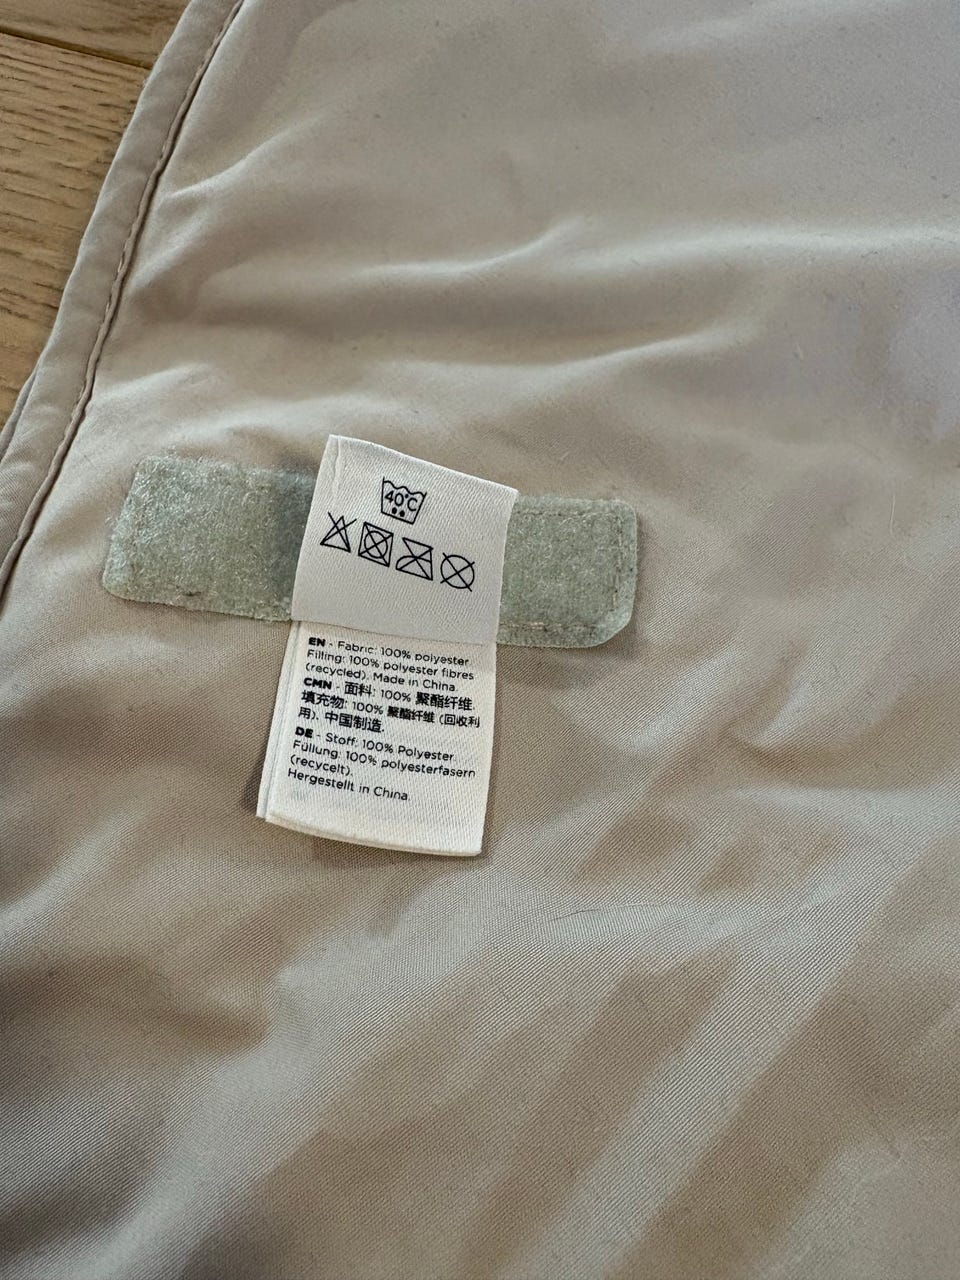 40°C
EN - Fabric: 100% polyester.
Filling: 100% polyester fibres
(recycled). Made in China.
CMN - 面料: 100% 聚酯纤维.
填充物: 100% 聚酯纤维 (回收利
用). 中国制造.
DE - Stoff: 100% Polyester.
Füllung: 100% polyesterfasern
(recycelt).
Hergestellt in China.